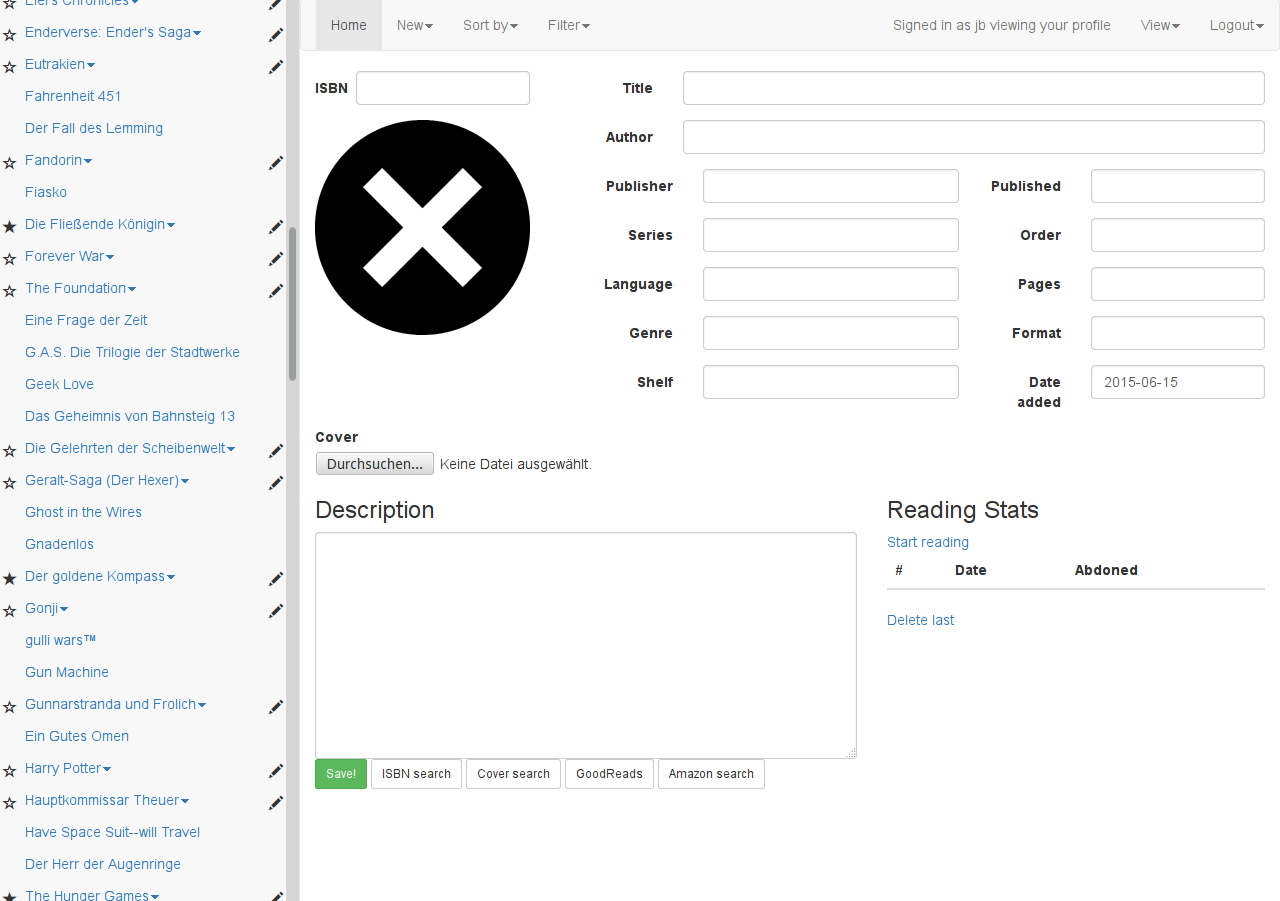 Elel's Chronicles
Enderverse: Ender's Saga
Eutrakien
Fahrenheit 451
Der Fall des Lemming
Fandorin
Fiasko
Die Fließende Königin
Forever War
The Foundation
Eine Frage der Zeit
G.A.S. Die Trilogie der Stadtwerke
Geek Love
Das Geheimnis von Bahnsteig 13
Die Gelehrten der Scheibenwelt
Geralt-Saga (Der Hexer)
Ghost in the Wires
Gnadenlos
Der goldene Kompass
Gonji
gulli wars™
Gun Machine
Gunnarstranda und Frolich
Ein Gutes Omen
Harry Potter
Hauptkommissar Theuer
Have Space Suit--will Travel
Der Herr der Augenringe
The Hunger Games
Home New Sort by Filter Signed in as jb viewing your profile View Logout
ISBN Title
Author
Publisher Published
Series Order
Language Pages
Genre Format
Shelf Date added 2015-06-15
Cover
Durchsuchen... Keine Datei ausgewählt.
Description
Reading Stats
Start reading
# Date Abdoned
Delete last
Save! ISBN search Cover search GoodReads Amazon search